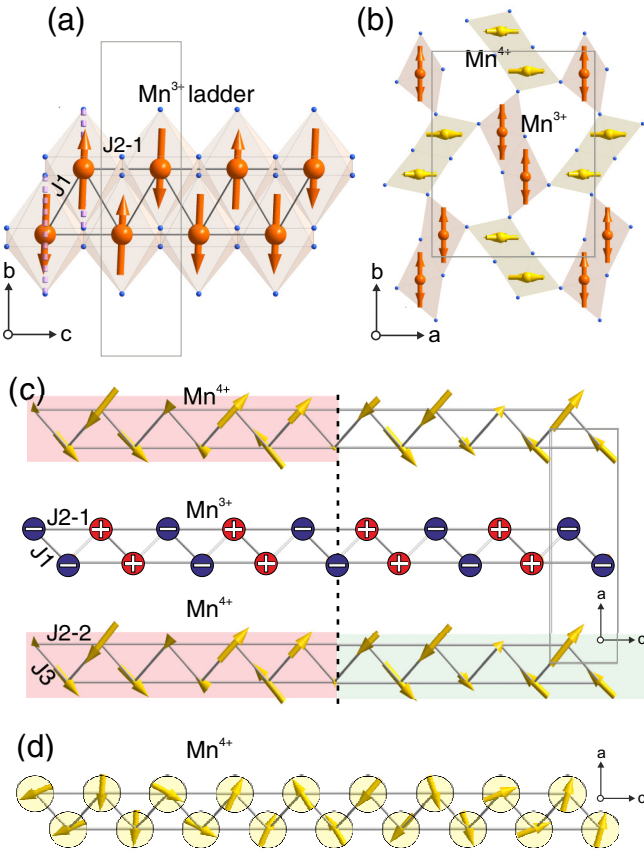 (a)
Mn3+ ladder
J2-1
J1
b
c
(b)
Mn4+
Mn3+
b
a
(c)
Mn4+
J2-1
Mn3+
J1
Mn4+
J2-2
J3
a
c
(d)
Mn4+
a
c